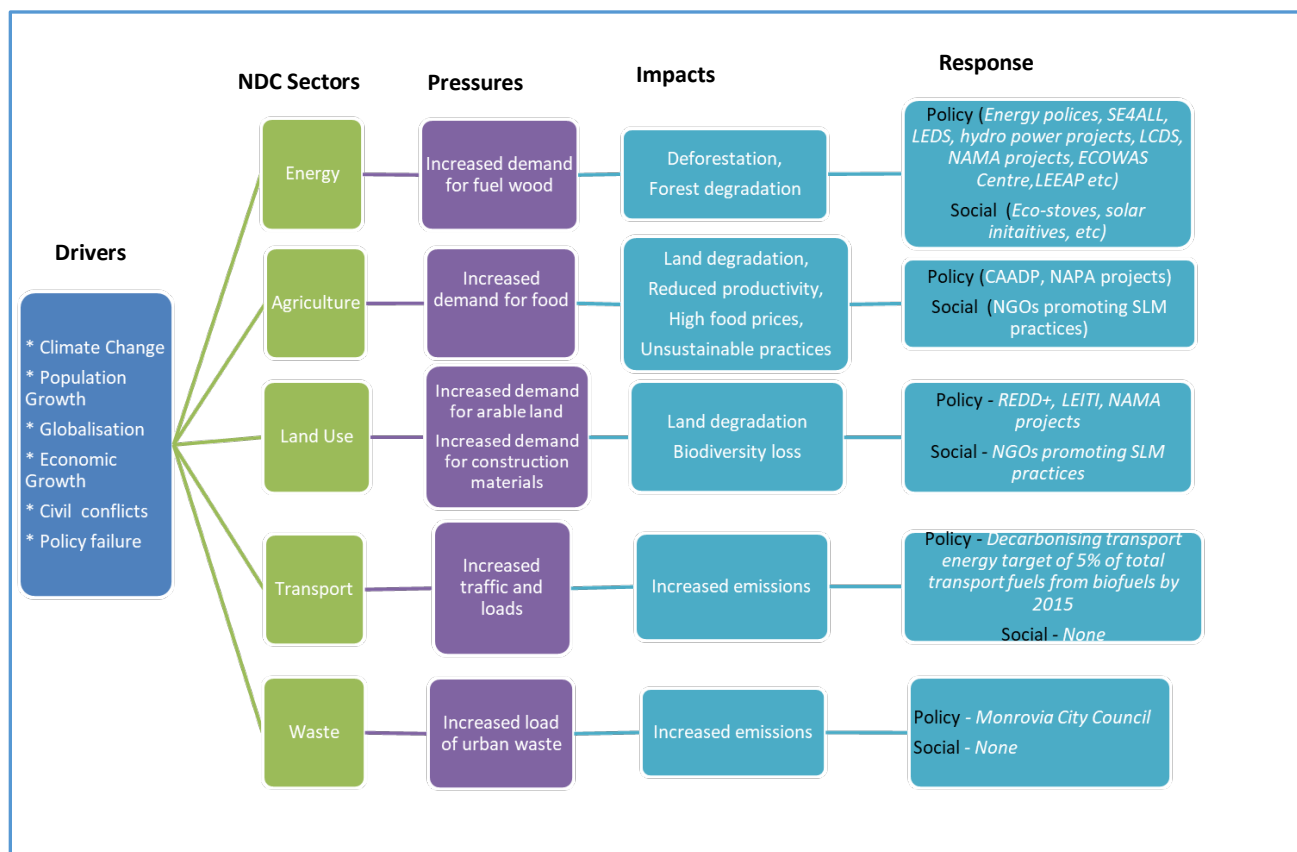 NDC Sectors
Pressures
Impacts
Response
Drivers
* Climate Change
* Population
Growth
* Globalisation
* Economic
Growth
* Civil conflicts
* Policy failure
Energy
Increased demand
for fuel wood
Deforestation,
Forest degradation
Policy (Energy polices, SE4ALL,
LEDS, hydro power projects, LCDS,
NAMA projects, ECOWAS
Centre,LEEAP etc)
Social (Eco-stoves, solar
initaitives, etc)
Agriculture
Increased
demand for food
Land degradation,
Reduced productivity,
High food prices,
Unsustainable practices
Policy (CAADP, NAPA projects)
Social (NGOs promoting SLM
practices)
Land Use
Increased demand
for arable land
Increased demand
for construction
materials
Land degradation
Biodiversity loss
Policy - REDD+, LEITI, NAMA
projects
Social - NGOs promoting SLM
practices
Transport
Increased
traffic and
loads
Increased emissions
Policy - Decarbonising transport
energy target of 5% of total
transport fuels from biofuels by
2015
Social - None
Waste
Increased load
of urban waste
Increased emissions
Policy - Monrovia City Council
Social - None